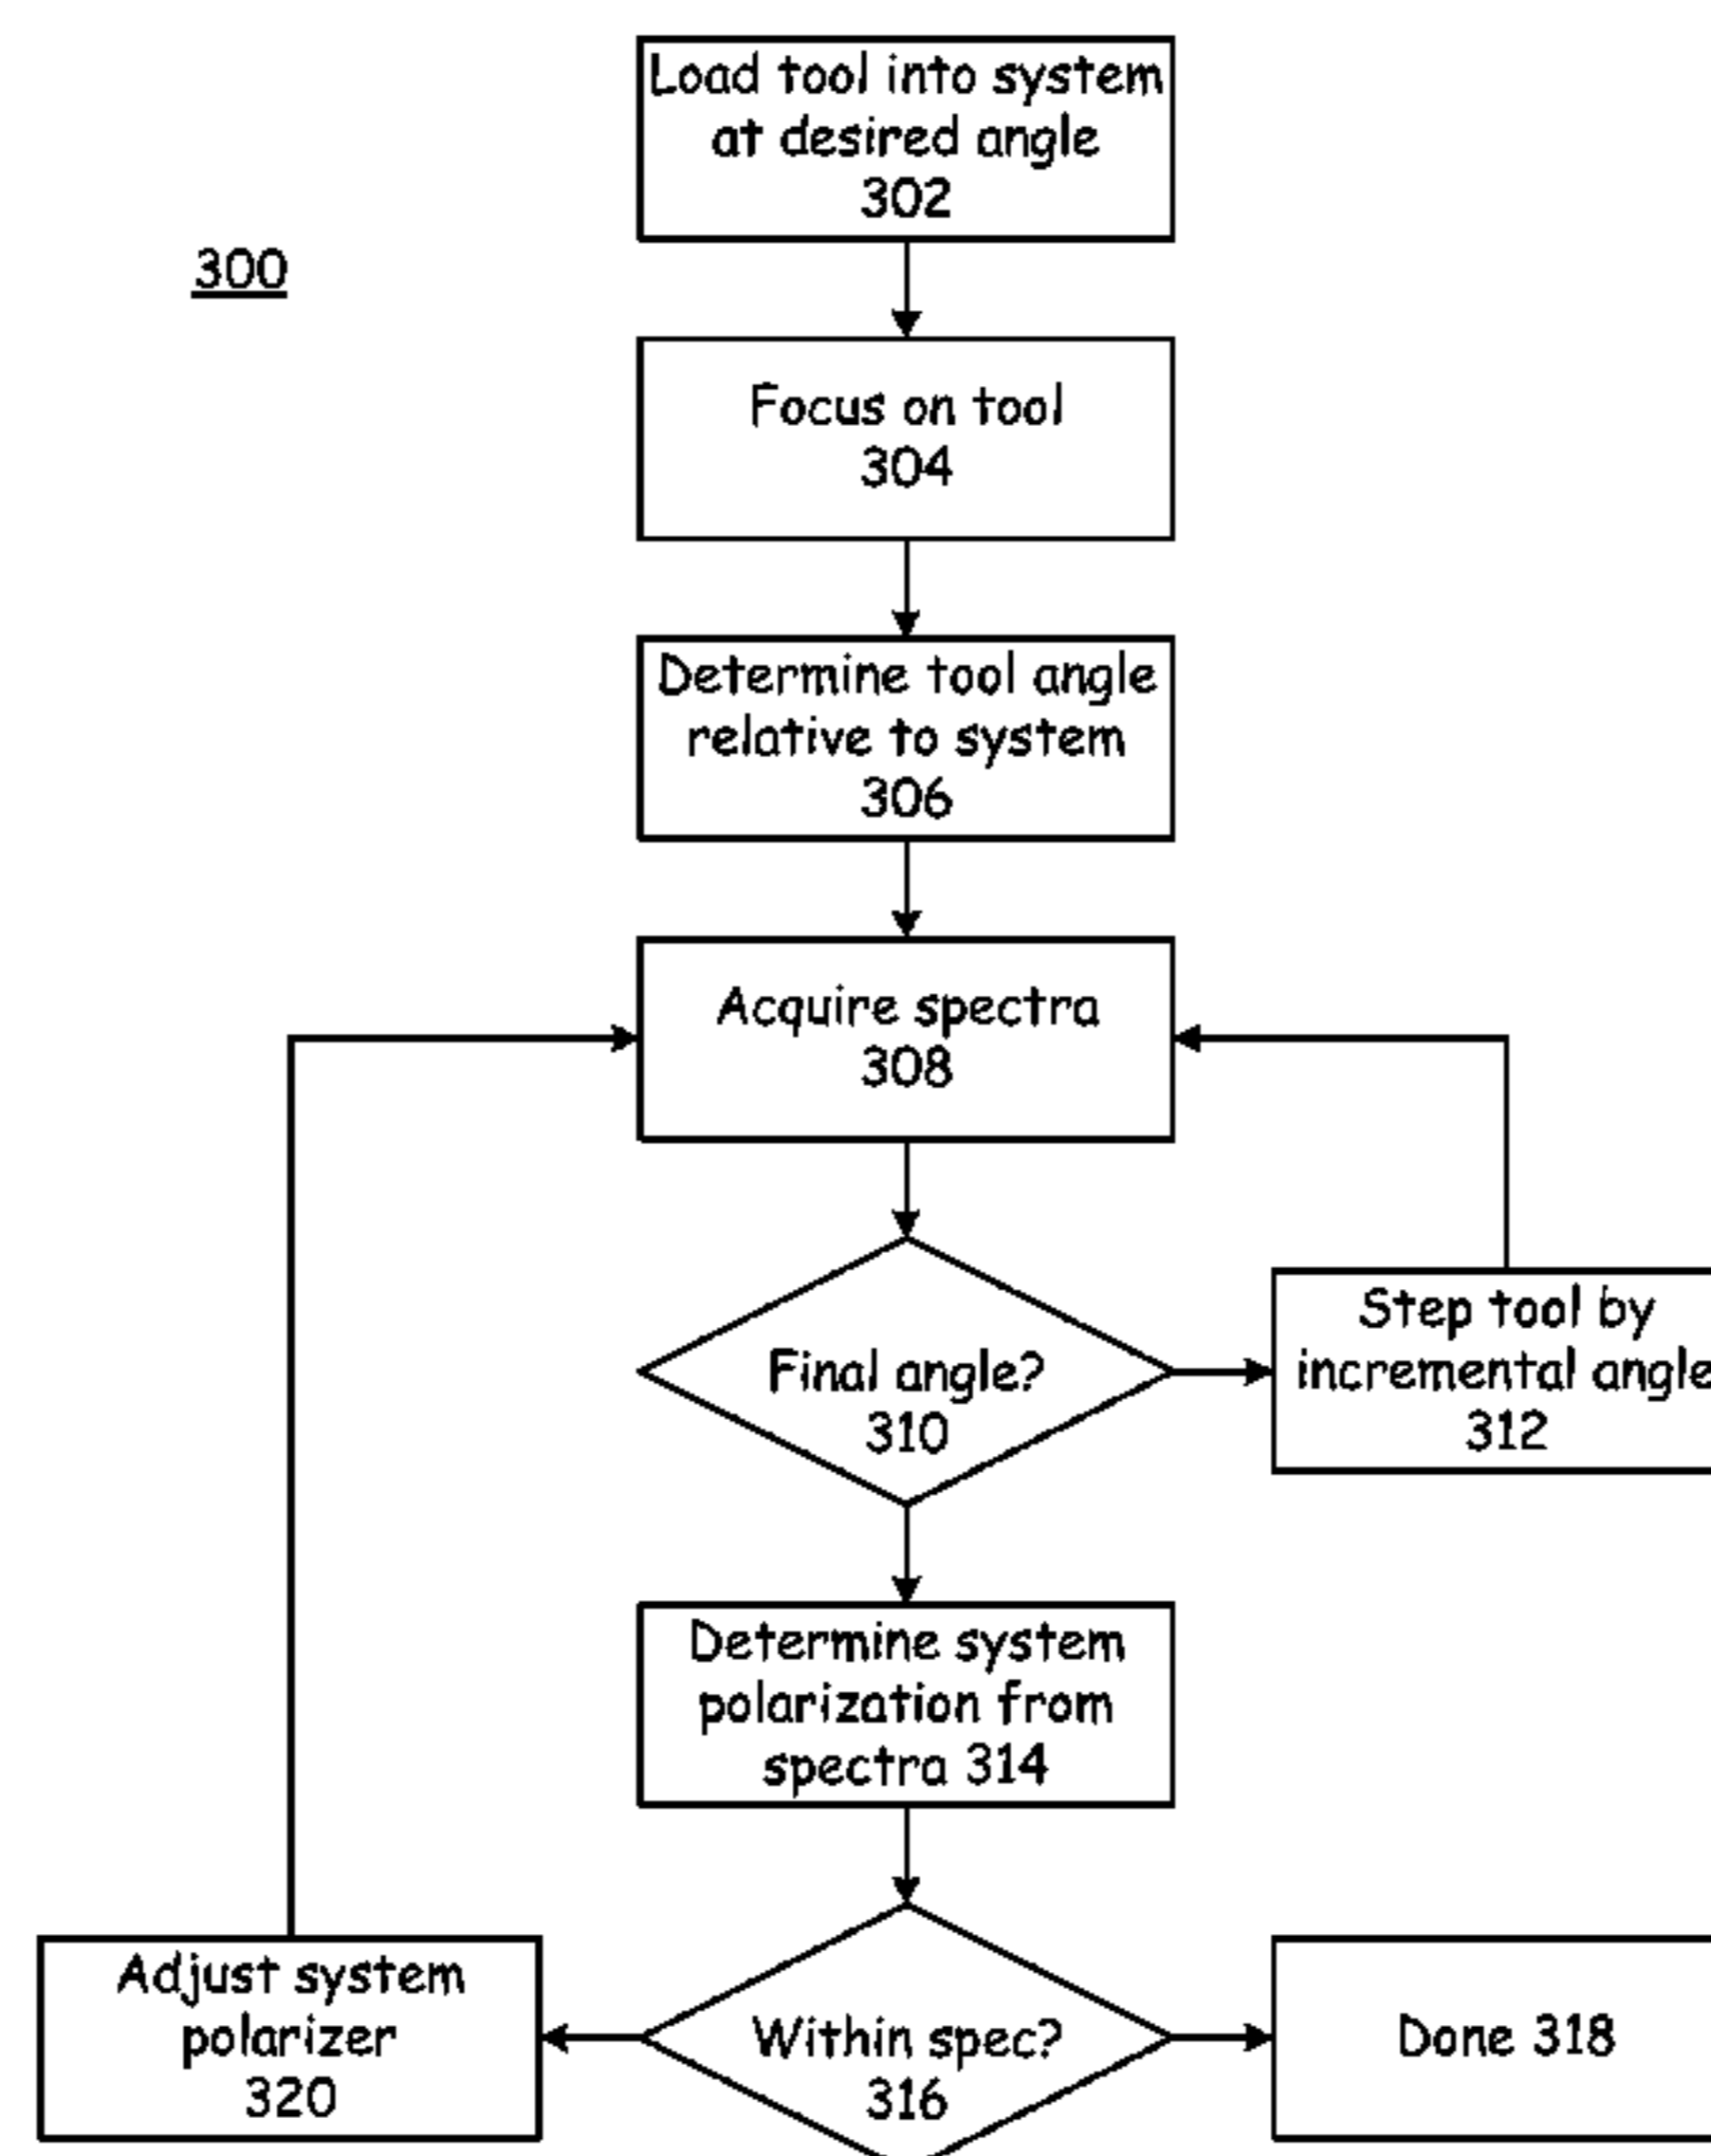 Load tool into system
at desired angle
302
300
Focus on tool
304
Determine tool angle
relative to system
306
Acquire spectra
308
Final angle?
310
Step tool by
incremental angle
312
Determine system
polarization from
spectra 314
Adjust system
polarizer
320
Within spec?
316
Done 318